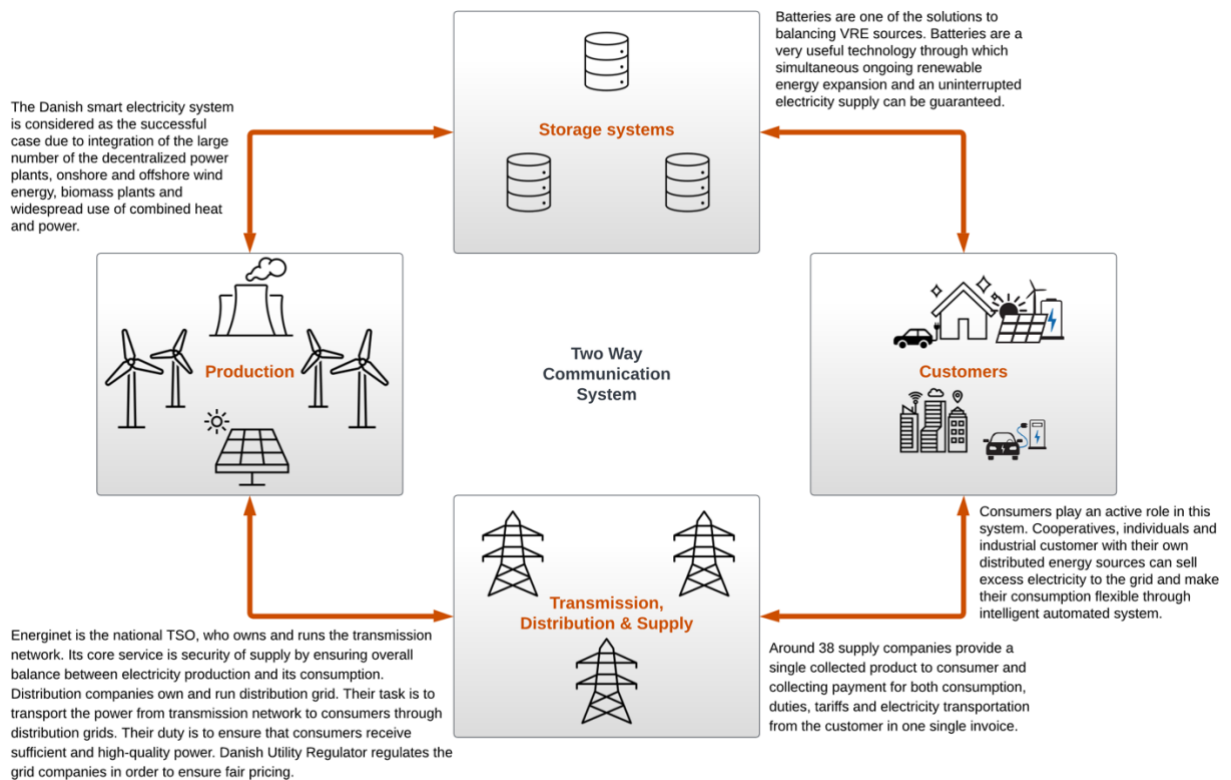 Batteries are one of the solutions to
balancing VRE sources. Batteries are a
very useful technology through which
simultaneous ongoing renewable
energy expansion and an uninterrupted
electricity supply can be guaranteed.
The Danish smart electricity system
is considered as the successful
case due to integration of the large
number of the decentralized power
plants, onshore and offshore wind
energy, biomass plants and
widespread use of combined heat
and power.
Storage systems
Production
Two Way
Communication
System
Customers
Consumers play an active role in this
system. Cooperatives, individuals and
industrial customer with their own
distributed energy sources can sell
excess electricity to the grid and make
their consumption flexible through
intelligent automated system.
Transmission,
Distribution & Supply
Energinet is the national TSO, who owns and runs the transmission
network. Its core service is security of supply by ensuring overall
balance between electricity production and its consumption.
Distribution companies own and run distribution grid. Their task is to
transport the power from transmission network to consumers through
distribution grids. Their duty is to ensure that consumers receive
sufficient and high-quality power. Danish Utility Regulator regulates the
grid companies in order to ensure fair pricing.
Around 38 supply companies provide a
single collected product to consumer and
collecting payment for both consumption,
duties, tariffs and electricity transportation
from the customer in one single invoice.